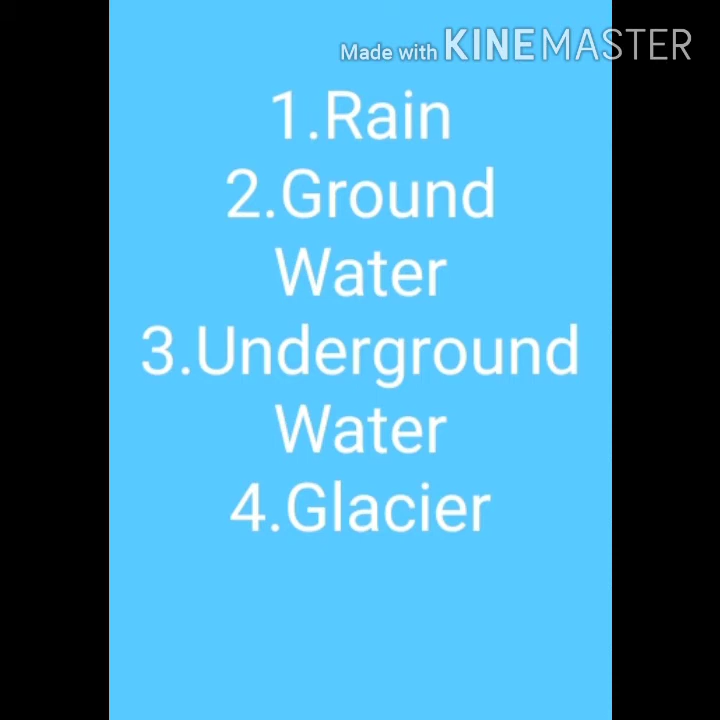 Made with KINEMASTER
1.Rain
2.Ground
Water
3.Underground
Water
4.Glacier